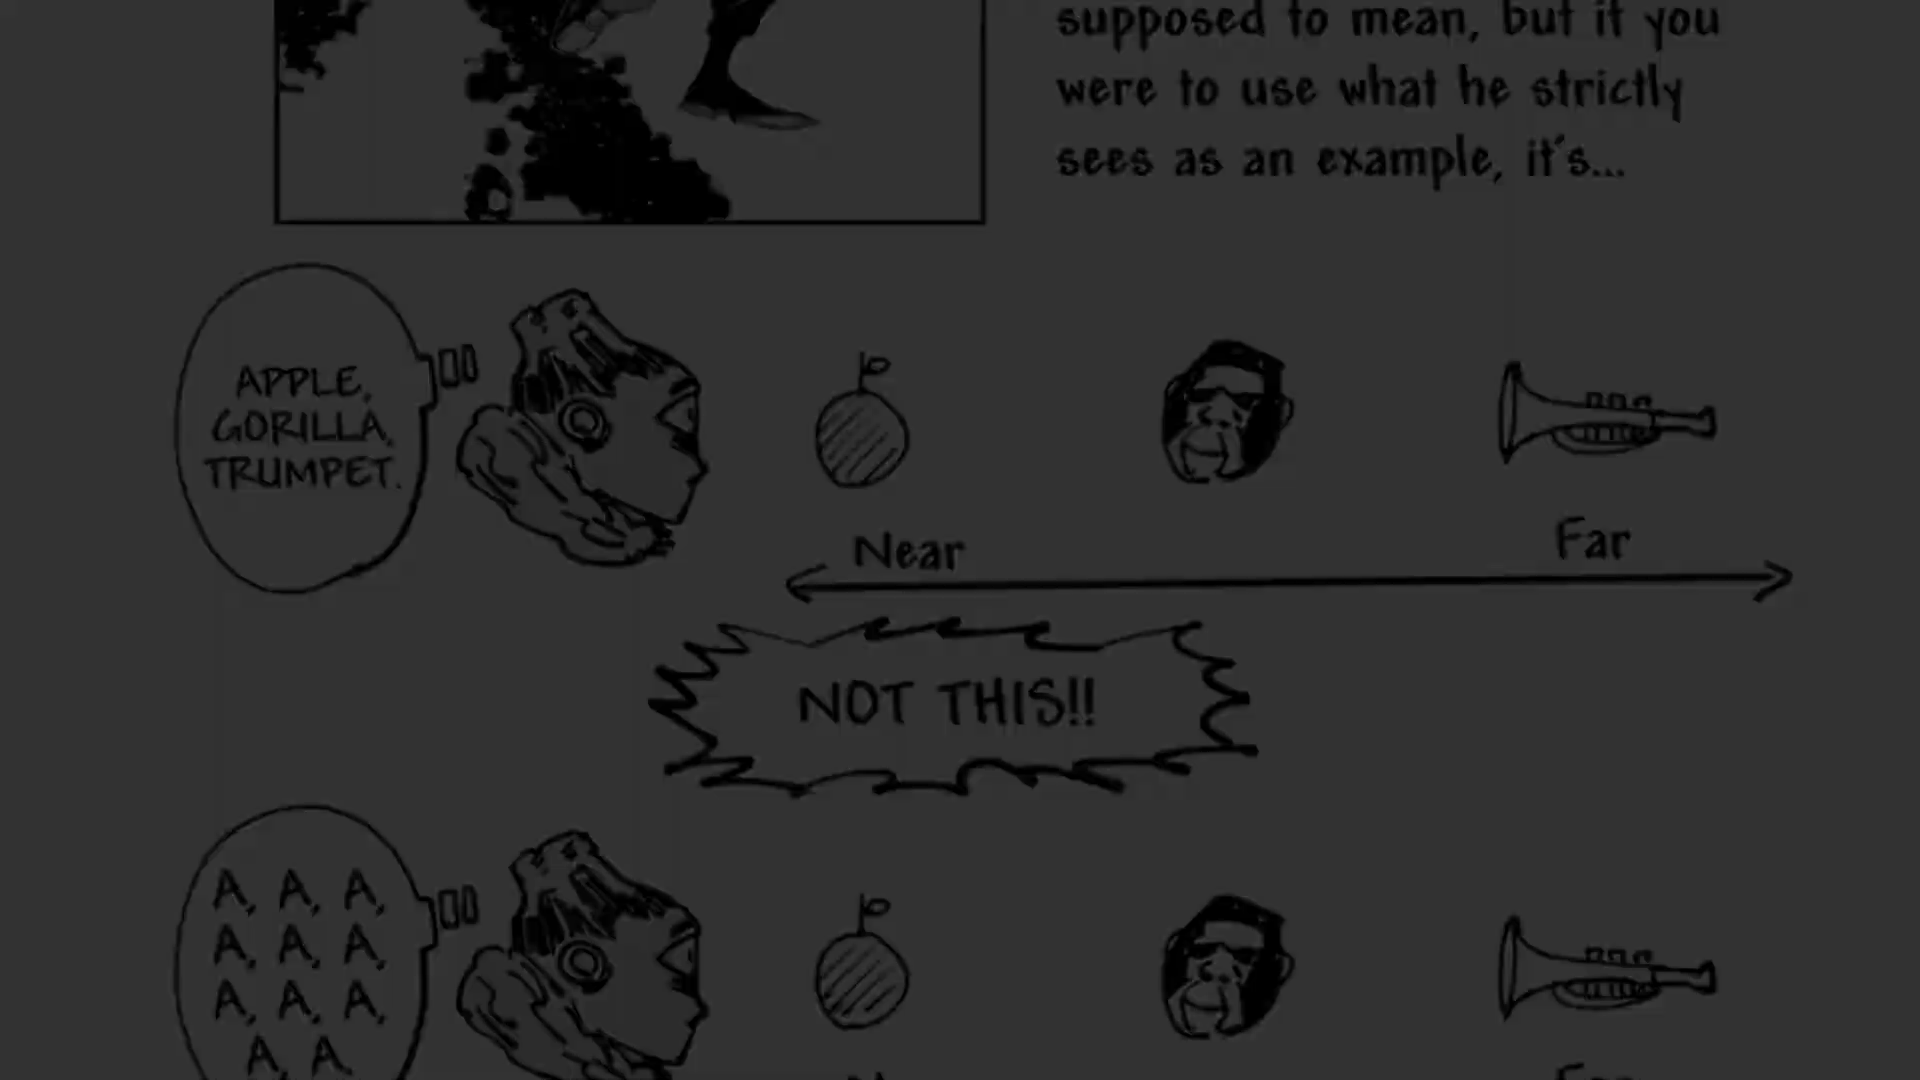 supposed to mean, but if you
were to use what he strictly
sees as an example, it's...
APPLE,
GORILLA,
TRUMPET.
Near
Far
NOT THIS!!
A, A, A,
A, A, A,
A, A, A,
A, A